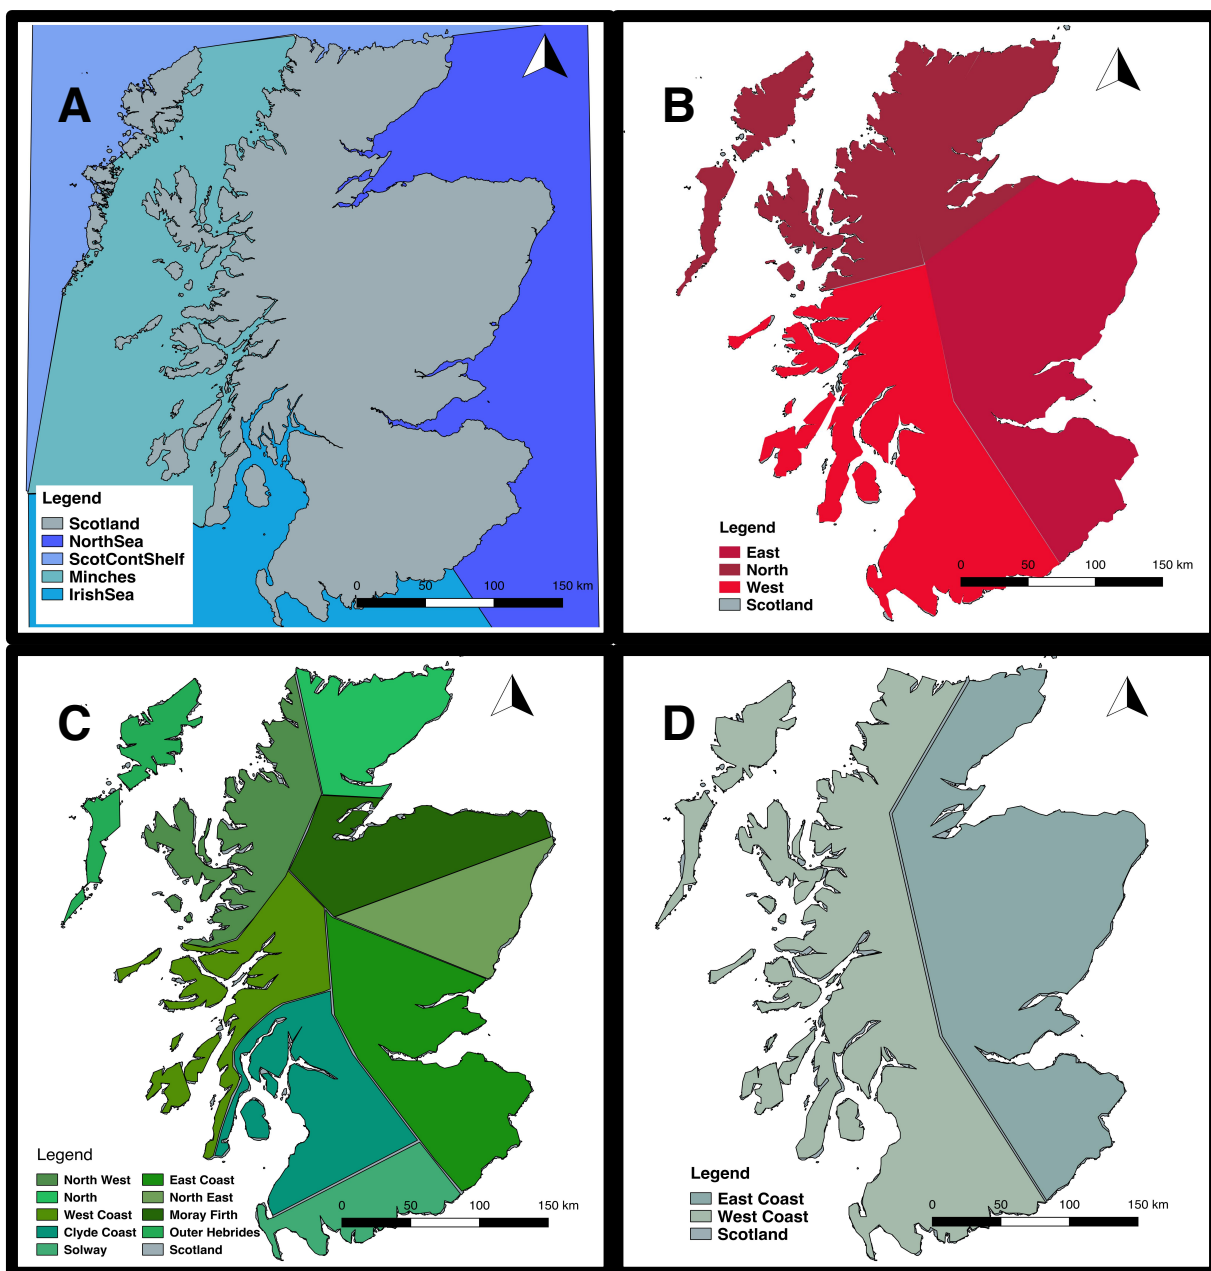 A
Legend
Scotland
NorthSea
ScotContShelf
Minches
IrishSea
0 50 100 150 km
B
Legend
East
North
West
Scotland
0 50 100 150 km
C
Legend
North West East Coast
North North East
West Coast Moray Firth
Clyde Coast Outer Hebrides
Solway Scotland
0 50 100 150 km
D
Legend
East Coast
West Coast
Scotland
0 50 100 150 km